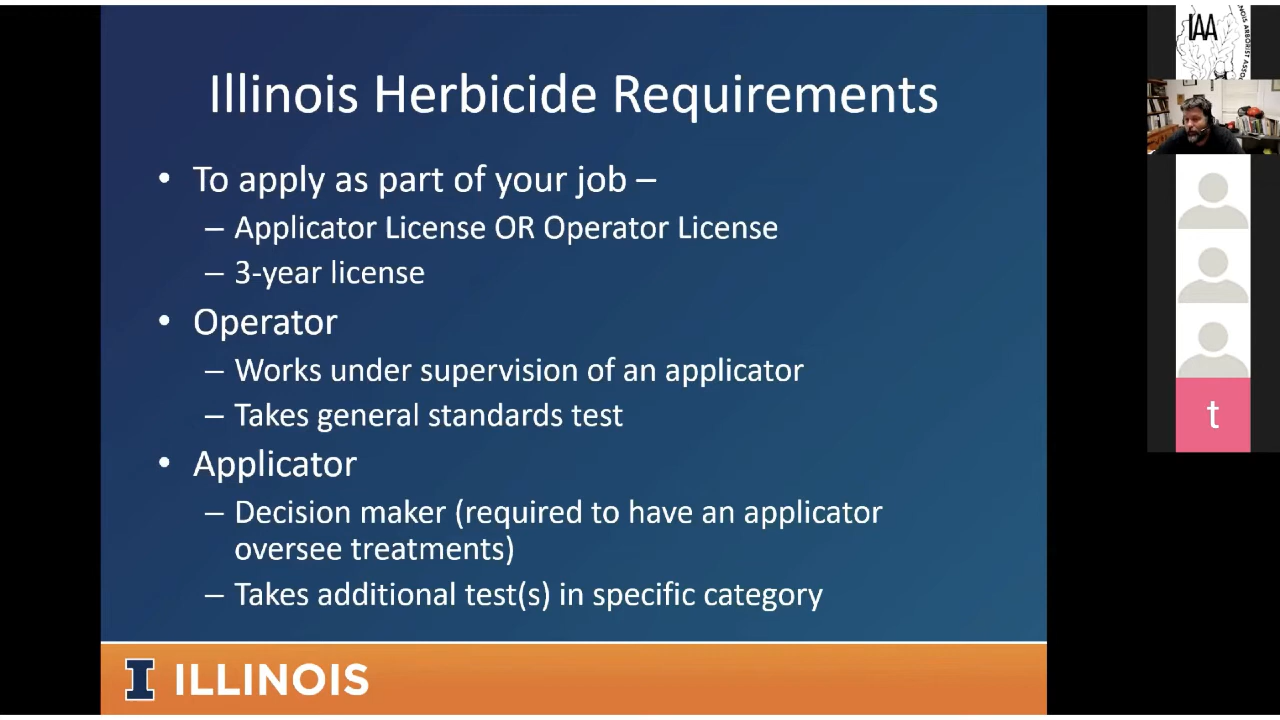 Illinois Herbicide Requirements
• To apply as part of your job –
– Applicator License OR Operator License
– 3-year license
• Operator
– Works under supervision of an applicator
– Takes general standards test
• Applicator
– Decision maker (required to have an applicator
oversee treatments)
– Takes additional test(s) in specific category
I ILLINOIS
IAA
t